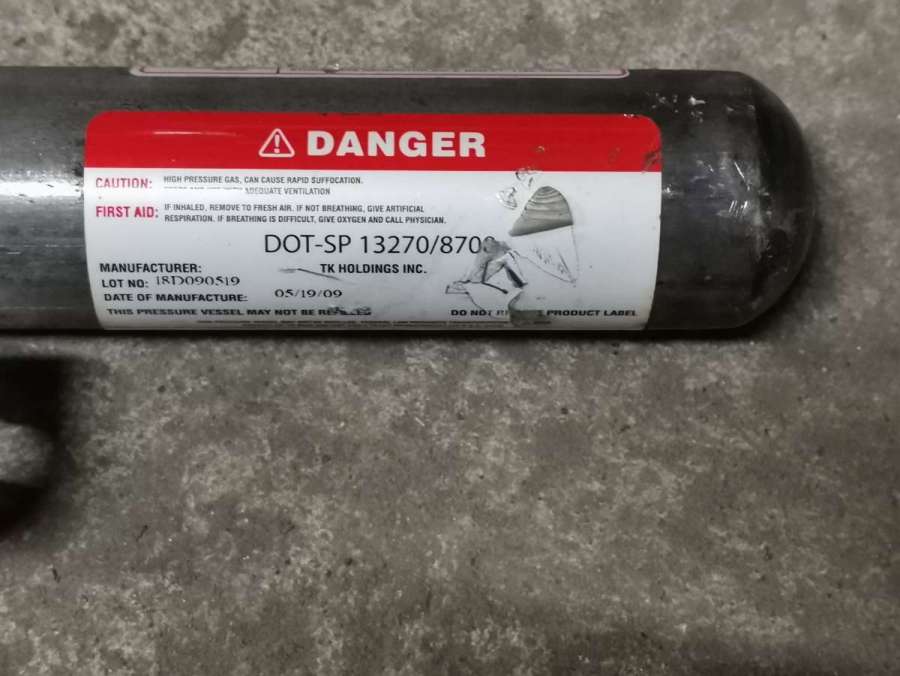 DANGER
CAUTION: HIGH PRESSURE GAS, CAN CAUSE RAPID SUFFOCATION.
ADEQUATE VENTILATION
FIRST AID: IF INHALED, REMOVE TO FRESH AIR. IF NOT BREATHING, GIVE ARTIFICIAL
RESPIRATION. IF BREATHING IS DIFFICULT, GIVE OXYGEN AND CALL PHYSICIAN.
DOT-SP 13270/870
MANUFACTURER: TK HOLDINGS INC.
LOT NO: 18D090519
DATE OF MANUFACTURE: 05/19/09
THIS PRESSURE VESSEL MAY NOT BE DO NOT PRODUCT LABEL